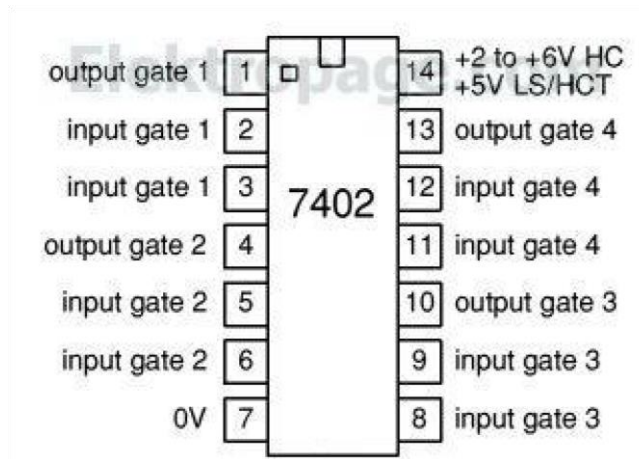 Elektropage.com
output gate 1 1 14 +2 to +6V HC
+5V LS/HCT
input gate 1 2 13 output gate 4
input gate 1 3 12 input gate 4
7402
output gate 2 4 11 input gate 4
input gate 2 5 10 output gate 3
input gate 2 6 9 input gate 3
0V 7 8 input gate 3